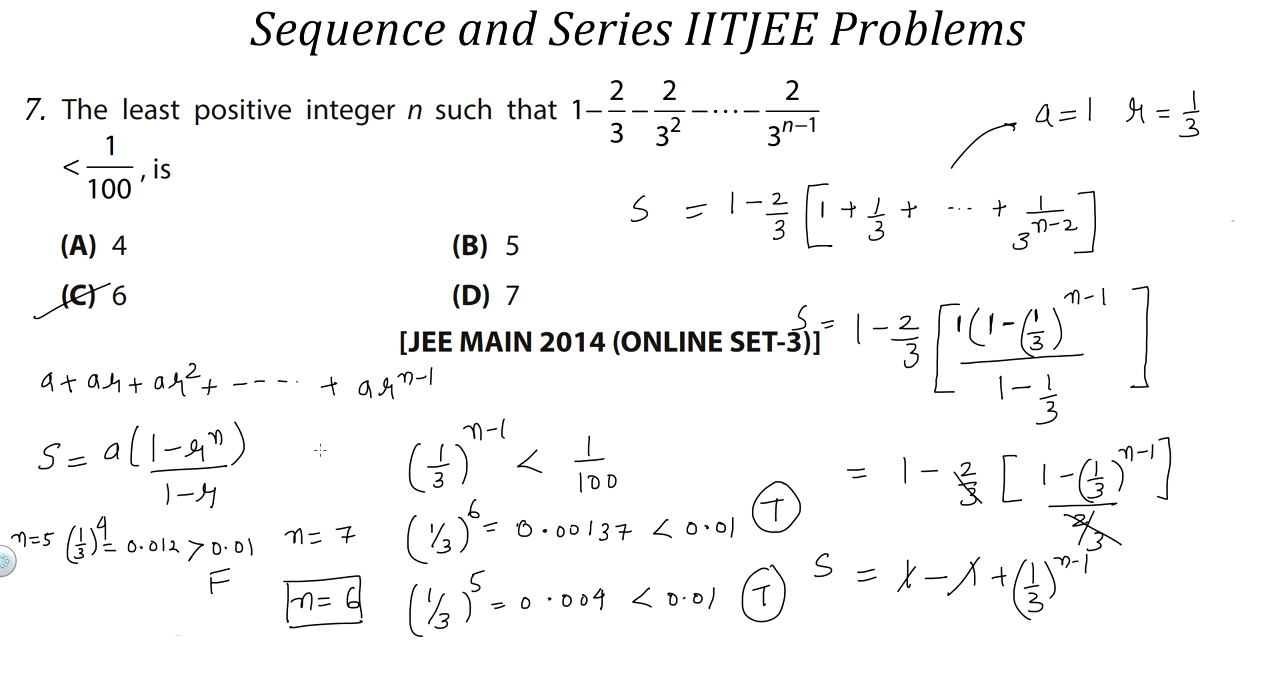 Sequence and Series IITJEE Problems
7. The least positive integer n such that 1 − 2/3 − 2/3² − ⋯ − 2/3ⁿ⁻¹
< 1/100 , is
(A) 4 (B) 5
(C) 6 (D) 7
[JEE MAIN 2014 (ONLINE SET-3)]
a = 1 r = 1/3
S = 1 − 2/3 [1 + 1/3 + ... + 1/3ⁿ⁻²]
S = 1 − 2/3 [1(1 − (1/3)ⁿ⁻¹ / 1 − 1/3]
= 1 − 2/3 [1 − (1/3)ⁿ⁻¹ / 2/3]
S = 1 − 1 + (1/3)ⁿ⁻¹
a + ar + ar² + ---- + arⁿ⁻¹
S = a(1 − rⁿ / 1 − r)
(1/3)ⁿ⁻¹ < 1/100
n=5 (1/3)⁴ = 0.012 > 0.01
F
n = 7 (1/3)⁶ = 0.00137 < 0.01 T
n = 6 (1/3)⁵ = 0.004 < 0.01 T